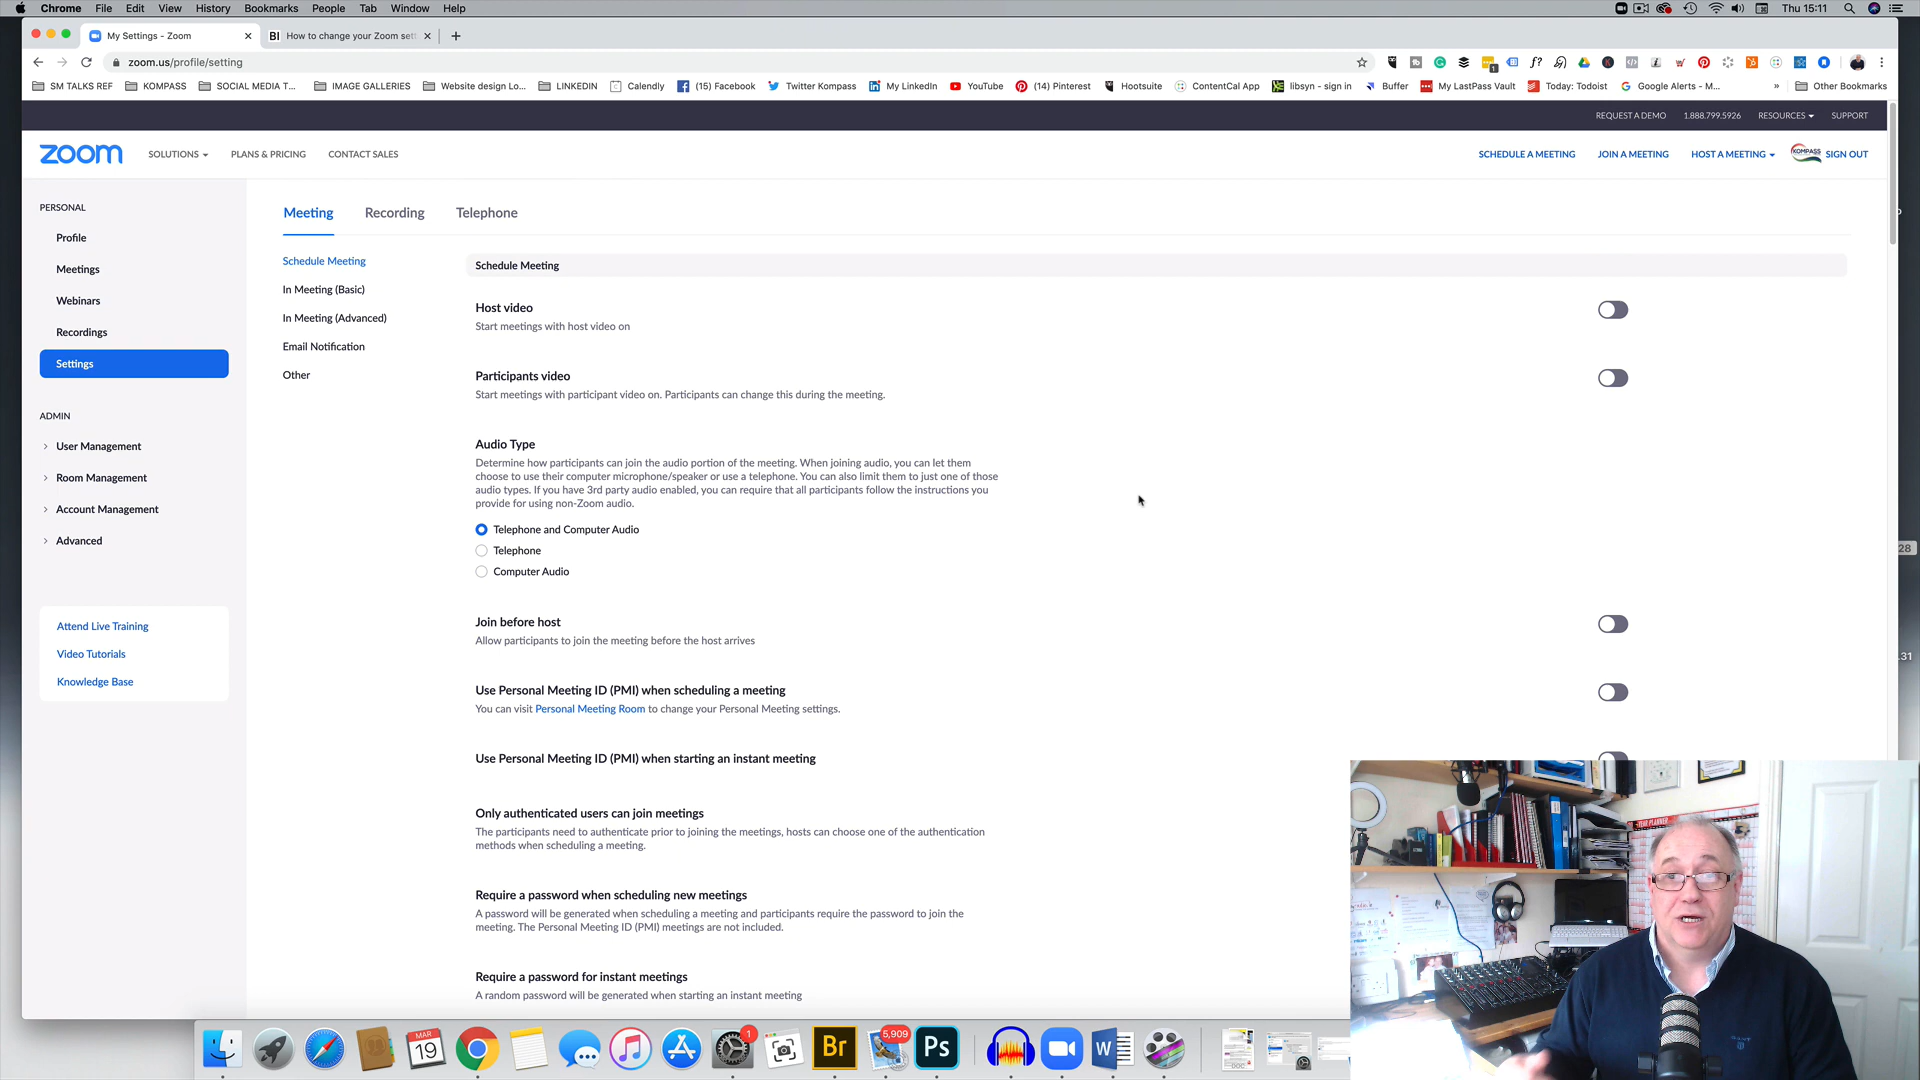 Chrome File Edit View History Bookmarks People Tab Window Help
Thu 15:11
My Settings - Zoom
BI How to change your Zoom set
zoom.us/profile/setting
SM TALKS REF KOMPASS SOCIAL MEDIA T... IMAGE GALLERIES Website design Lo... LINKEDIN Calendly (15) Facebook Twitter Kompass My LinkedIn YouTube (14) Pinterest Hootsuite ContentCal App libsyn - sign in Buffer My LastPass Vault Today: Todoist Google Alerts - M... » Other Bookmarks
REQUEST A DEMO 1.888.799.5926 RESOURCES SUPPORT
zoom SOLUTIONS PLANS & PRICING CONTACT SALES
SCHEDULE A MEETING JOIN A MEETING HOST A MEETING KOMPASS SIGN OUT
PERSONAL
Profile
Meetings
Webinars
Recordings
Settings
ADMIN
User Management
Room Management
Account Management
Advanced
Attend Live Training
Video Tutorials
Knowledge Base
Meeting Recording Telephone
Schedule Meeting
In Meeting (Basic)
In Meeting (Advanced)
Email Notification
Other
Schedule Meeting
Host video
Start meetings with host video on
Participants video
Start meetings with participant video on. Participants can change this during the meeting.
Audio Type
Determine how participants can join the audio portion of the meeting. When joining audio, you can let them
choose to use their computer microphone/speaker or use a telephone. You can also limit them to just one of those
audio types. If you have 3rd party audio enabled, you can require that all participants follow the instructions you
provide for using non-Zoom audio.
Telephone and Computer Audio
Telephone
Computer Audio
Join before host
Allow participants to join the meeting before the host arrives
Use Personal Meeting ID (PMI) when scheduling a meeting
You can visit Personal Meeting Room to change your Personal Meeting settings.
Use Personal Meeting ID (PMI) when starting an instant meeting
Only authenticated users can join meetings
The participants need to authenticate prior to joining the meetings, hosts can choose one of the authentication
methods when scheduling a meeting.
Require a password when scheduling new meetings
A password will be generated when scheduling a meeting and participants require the password to join the
meeting. The Personal Meeting ID (PMI) meetings are not included.
Require a password for instant meetings
A random password will be generated when starting an instant meeting
28
.31
YEAR PLANNER
MAR
19
1
Br
5,909
Ps
W
DOC